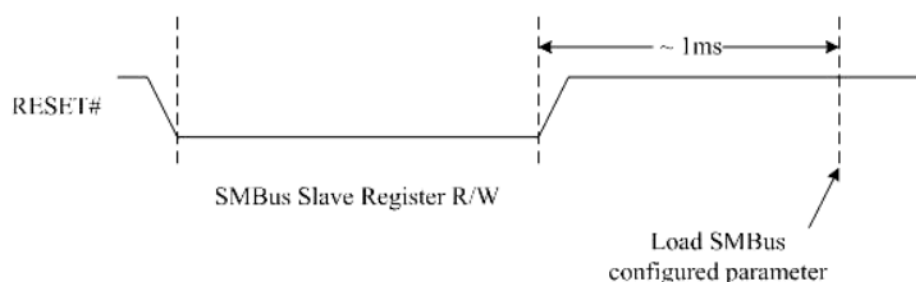 ~ 1ms
RESET#
SMBus Slave Register R/W
Load SMBus
configured parameter